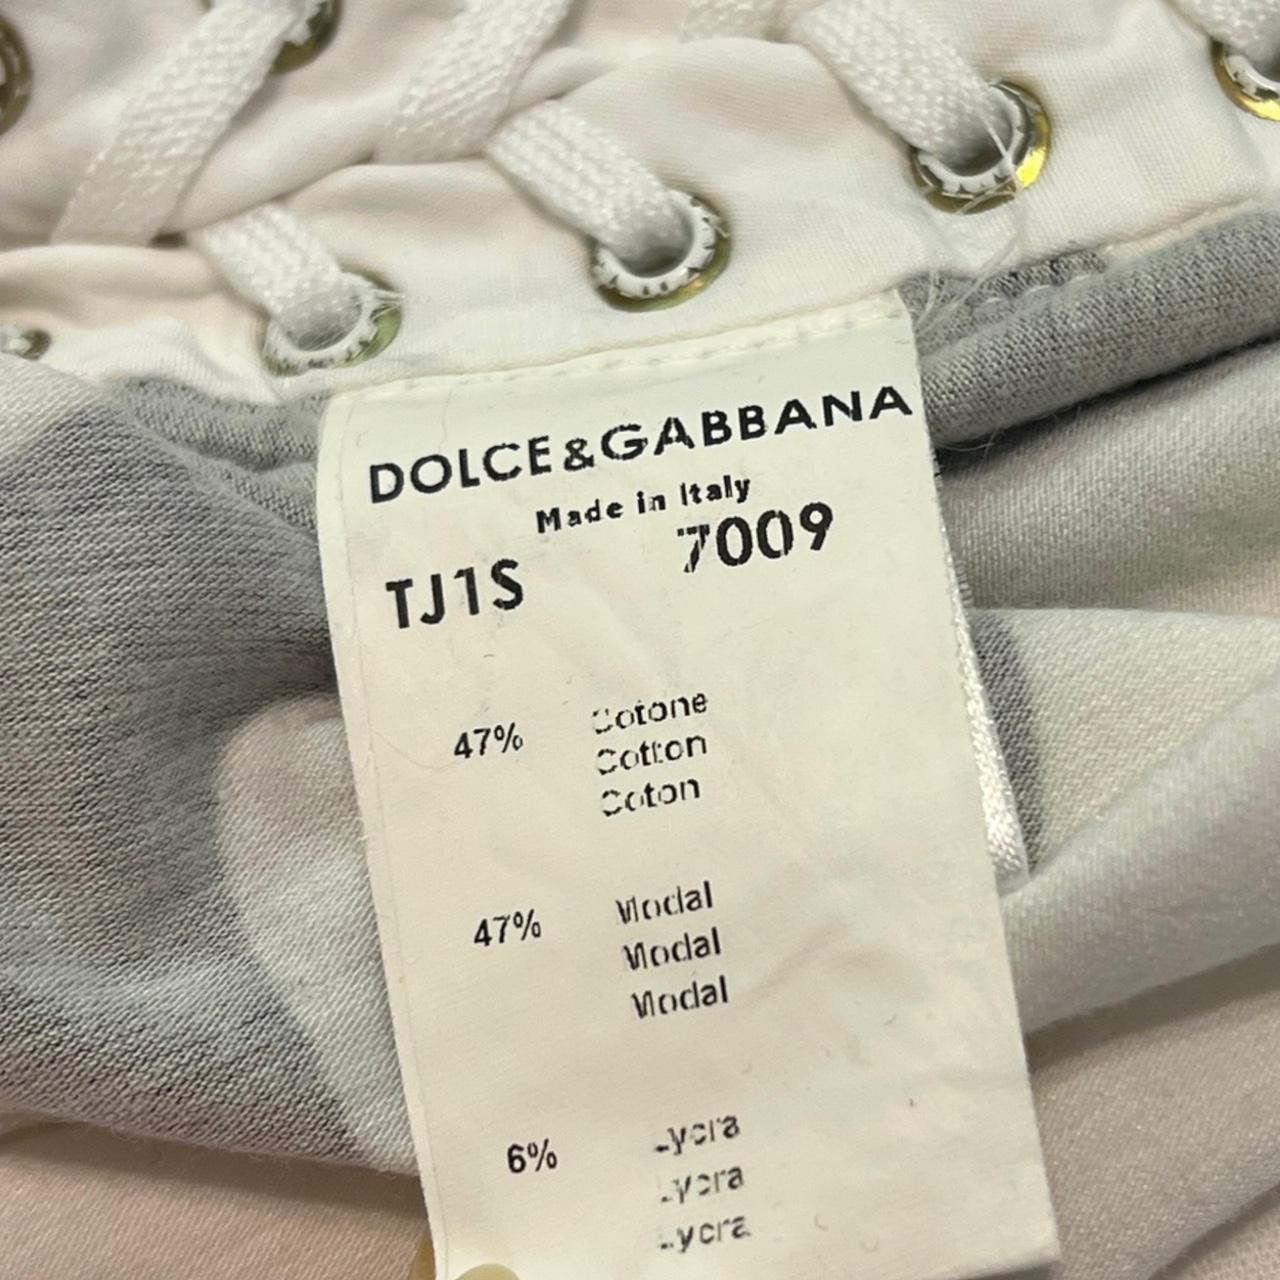 DOLCE&GABBANA
Made in Italy
TJ1S 7009
47% Cotone
Cotton
Coton
47% Modal
Modal
Modal
6% Lycra
Lycra
Lycra